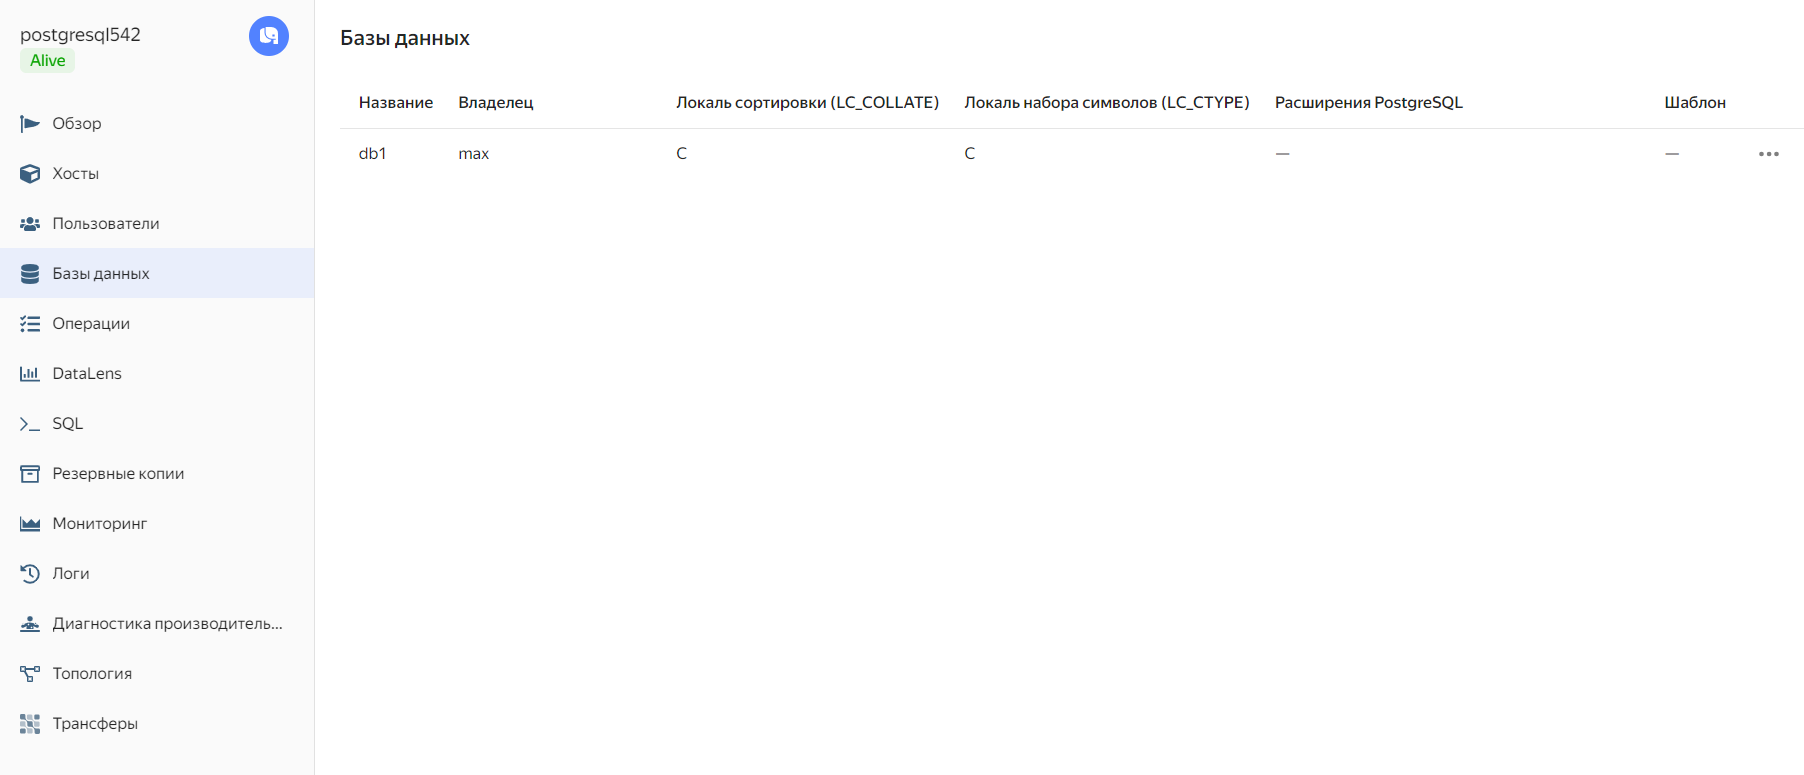 postgresql542
Alive
Обзор
Хосты
Пользователи
Базы данных
Операции
DataLens
SQL
Резервные копии
Мониторинг
Логи
Диагностика производитель...
Топология
Трансферы
Базы данных
Название Владелец Локаль сортировки (LC_COLLATE) Локаль набора символов (LC_CTYPE) Расширения PostgreSQL Шаблон
db1 max C C — —